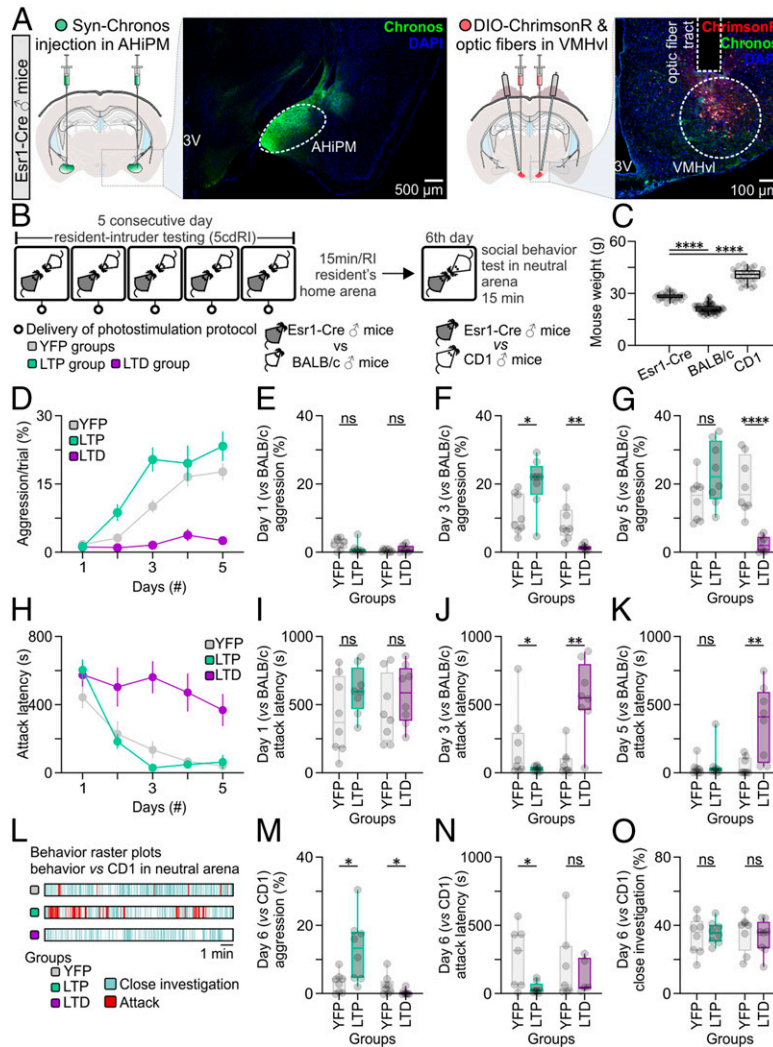 A
Esr1-Cre ♂ mice
Syn-Chronos
injection in AHiPM
Chronos
DAPI
3V
AHiPM
500 µm
DIO-ChrimsonR &
optic fibers in VMHvl
optic fiber
tract
ChrimsonR
Chronos
DAPI
3V
VMHvl
100 µm
B
5 consecutive day
resident-intruder testing (5cdRI)
15min/RI
resident's
home arena
6th day
social behavior
test in neutral
arena
15 min
Delivery of photostimulation protocol
YFP groups
LTP group
LTD group
Esr1-Cre ♂ mice
vs
BALB/c ♂ mice
Esr1-Cre ♂ mice
vs
CD1 ♂ mice
C
Mouse weight (g)
60
30
0
**** ****
Esr1-Cre
BALB/c
CD1
D
Aggression/trial (%)
30
15
0
YFP
LTP
LTD
1 3 5
Days (#)
E
Day 1 (vs BALB/c)
aggression (%)
40
20
0
ns ns
YFP LTP YFP LTD
Groups
F
Day 3 (vs BALB/c)
aggression (%)
40
20
0
* **
YFP LTP YFP LTD
Groups
G
Day 5 (vs BALB/c)
aggression (%)
40
20
0
ns ****
YFP LTP YFP LTD
Groups
H
Attack latency (s)
800
400
0
YFP
LTP
LTD
1 3 5
Days (#)
I
Day 1 (vs BALB/c)
attack latency (s)
1000
500
0
ns ns
YFP LTP YFP LTD
Groups
J
Day 3 (vs BALB/c)
attack latency (s)
1000
500
0
* **
YFP LTP YFP LTD
Groups
K
Day 5 (vs BALB/c)
attack latency (s)
1000
500
0
ns **
YFP LTP YFP LTD
Groups
L
Behavior raster plots
behavior vs CD1 in neutral arena
1 min
Groups
YFP
LTP
LTD
Close investigation
Attack
M
Day 6 (vs CD1)
aggression (%)
40
20
0
* *
YFP LTP YFP LTD
Groups
N
Day 6 (vs CD1)
attack latency (s)
1000
500
0
* ns
YFP LTP YFP LTD
Groups
O
Day 6 (vs CD1)
close investigation (%)
80
40
0
ns ns
YFP LTP YFP LTD
Groups